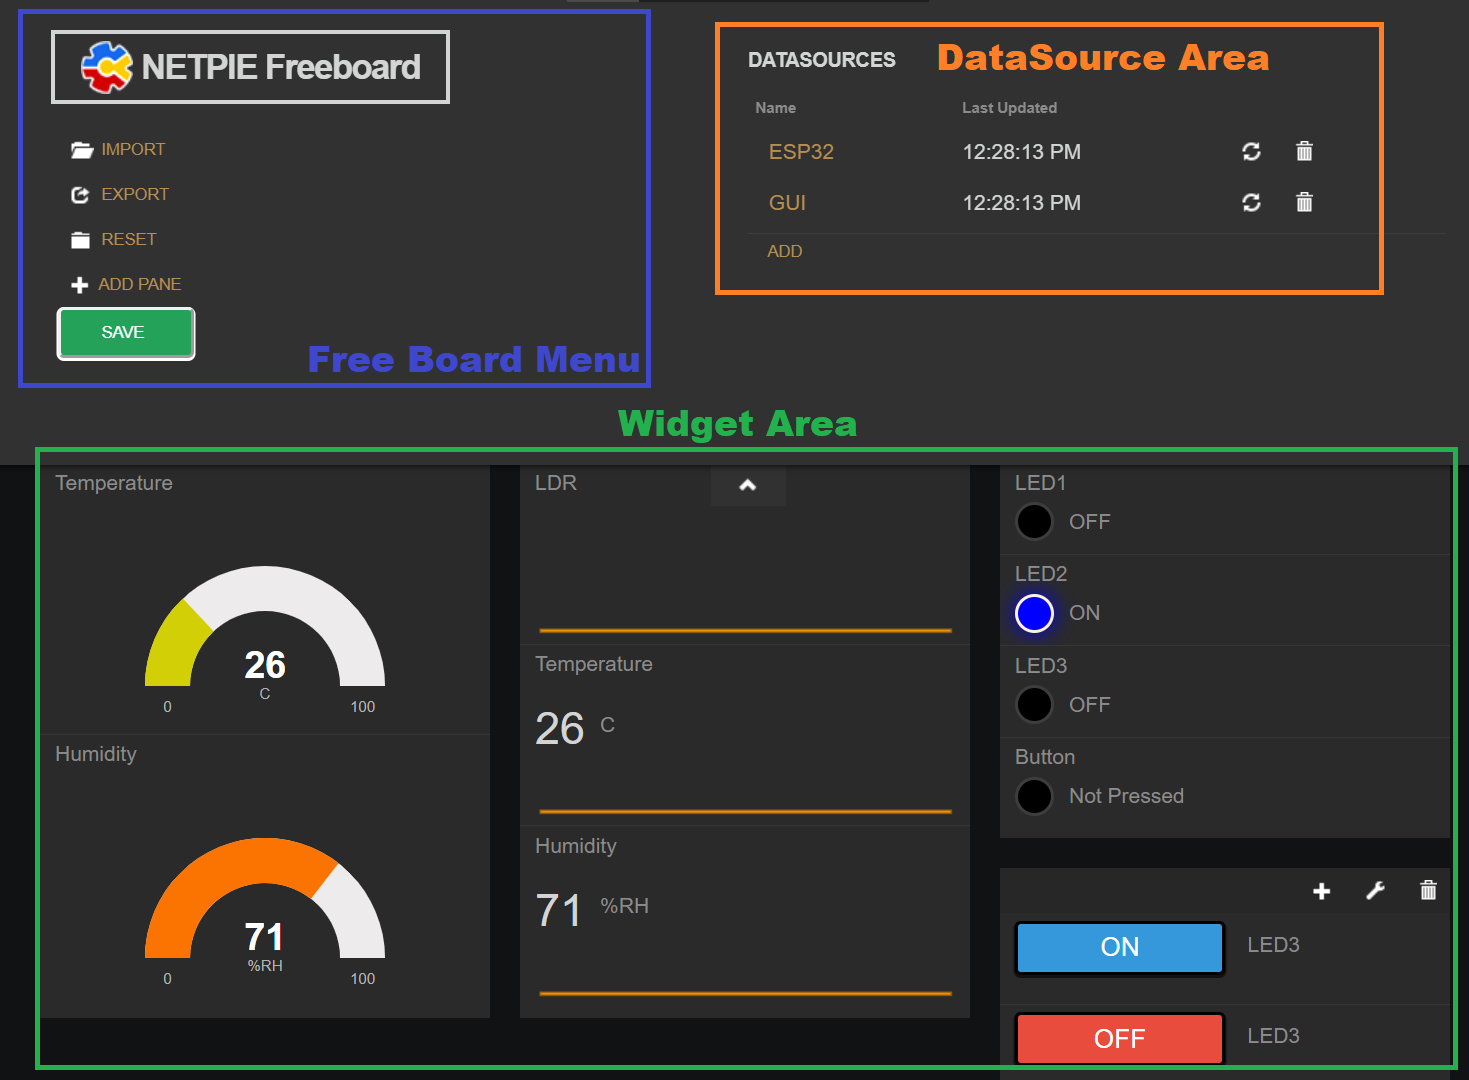 NETPIE Freeboard
IMPORT
EXPORT
RESET
ADD PANE
SAVE
Free Board Menu
DATASOURCES
DataSource Area
Name Last Updated
ESP32 12:28:13 PM
GUI 12:28:13 PM
ADD
Widget Area
Temperature
26
C
0 100
Humidity
71
%RH
0 100
LDR
Temperature
26 C
Humidity
71 %RH
LED1
OFF
LED2
ON
LED3
OFF
Button
Not Pressed
ON LED3
OFF LED3